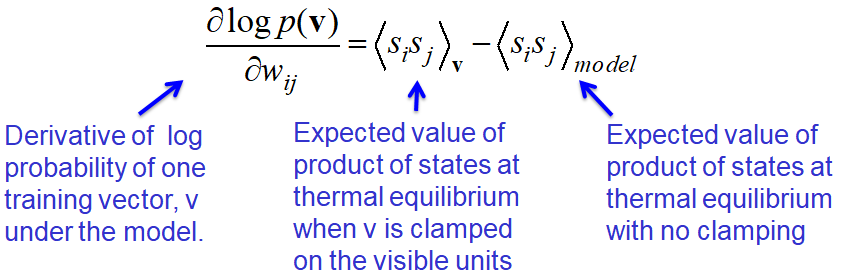 ∂ log p(v) / ∂w_ij = ⟨s_i s_j⟩_v − ⟨s_i s_j⟩_model
Derivative of log
probability of one
training vector, v
under the model.
Expected value of
product of states at
thermal equilibrium
when v is clamped
on the visible units
Expected value of
product of states at
thermal equilibrium
with no clamping